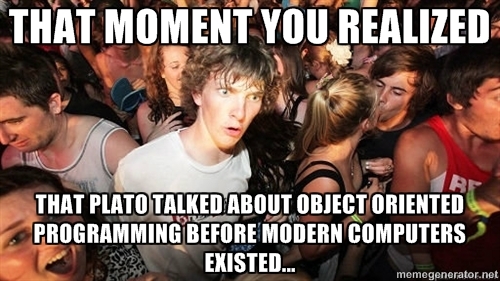 THAT MOMENT YOU REALIZED
THAT PLATO TALKED ABOUT OBJECT ORIENTED
PROGRAMMING BEFORE MODERN COMPUTERS
EXISTED...
memegenerator.net